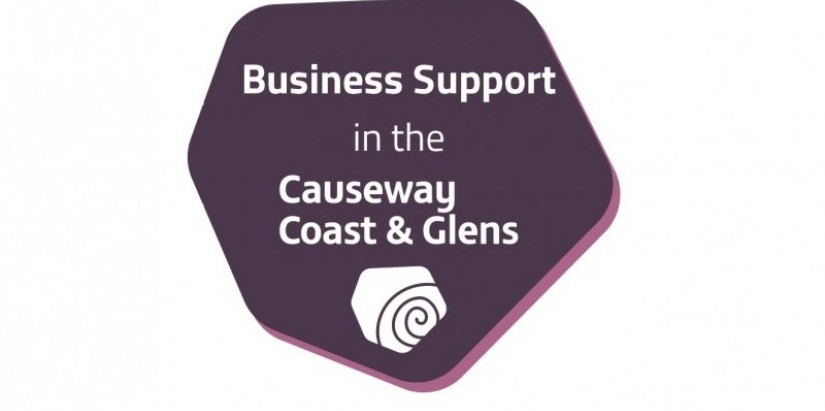 Business Support
in the
Causeway
Coast & Glens